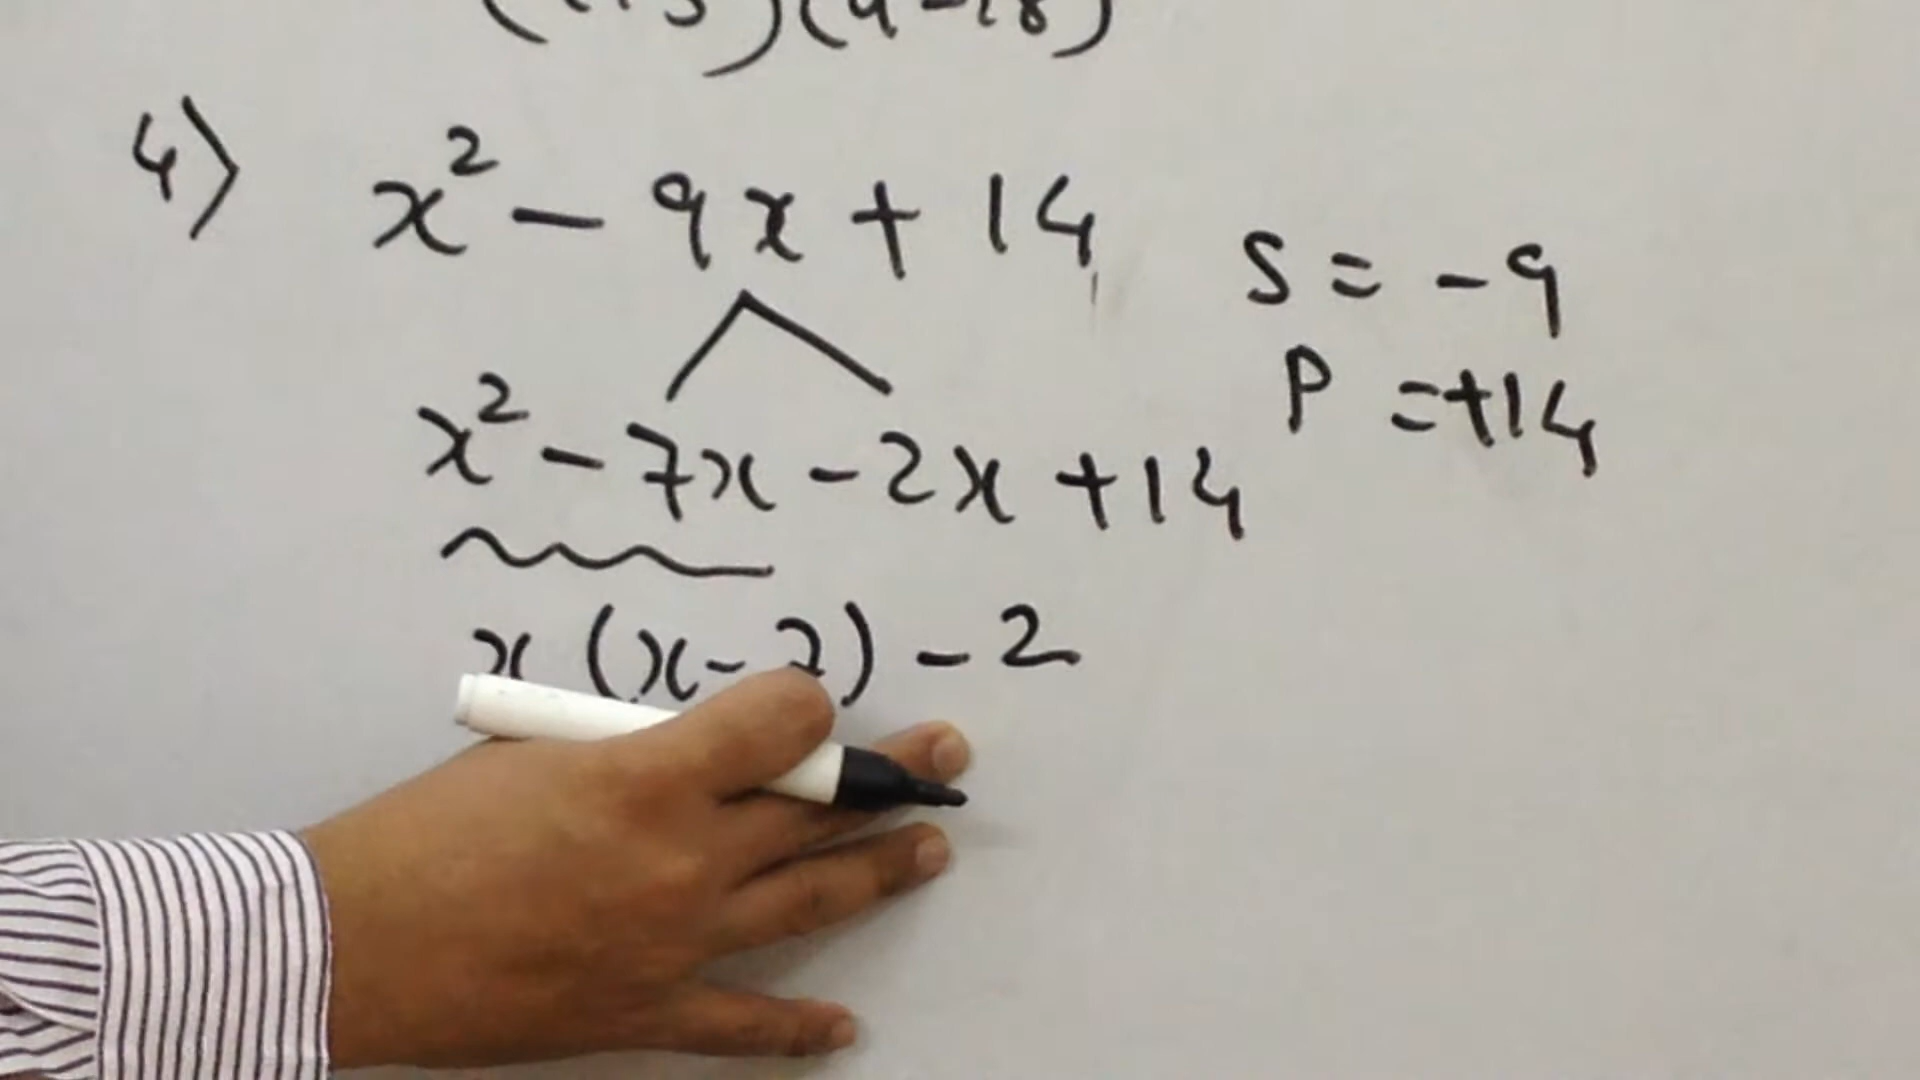 4) x² - 9x + 14
S = -9
P = +14
x² - 7x - 2x + 14
x (x - 7) - 2